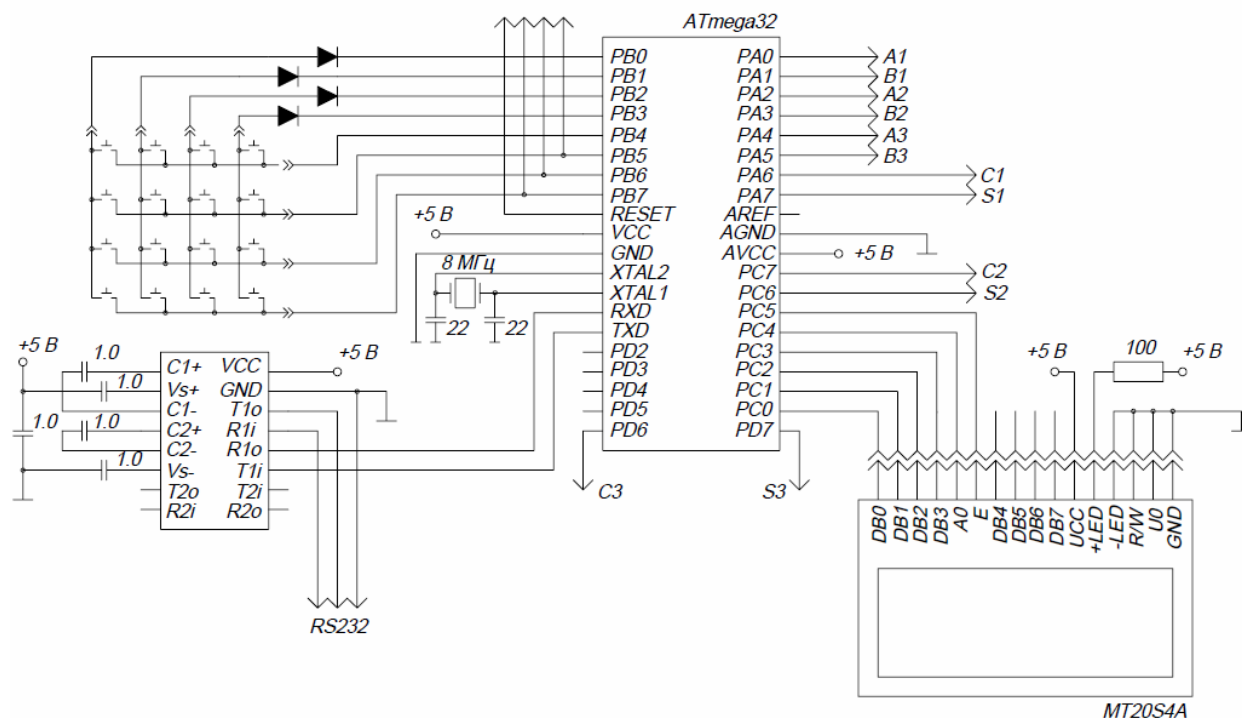 ATmega32
PB0
PB1
PB2
PB3
PB4
PB5
PB6
PB7
RESET
VCC
GND
XTAL2
XTAL1
RXD
TXD
PD2
PD3
PD4
PD5
PD6
PA0
PA1
PA2
PA3
PA4
PA5
PA6
PA7
AREF
AGND
AVCC
PC7
PC6
PC5
PC4
PC3
PC2
PC1
PC0
PD7
A1
B1
A2
B2
A3
B3
C1
S1
+5 В
C2
S2
+5 В
8 МГц
22
22
C3
S3
+5 В
1.0
1.0
1.0
1.0
1.0
C1+
Vs+
C1-
C2+
C2-
Vs-
T2o
R2i
VCC
GND
T1o
R1i
R1o
T1i
T2i
R2o
+5 В
RS232
+5 В
100
+5 В
DB0
DB1
DB2
DB3
A0
E
DB4
DB5
DB6
DB7
UCC
+LED
-LED
R/W
U0
GND
MT20S4A